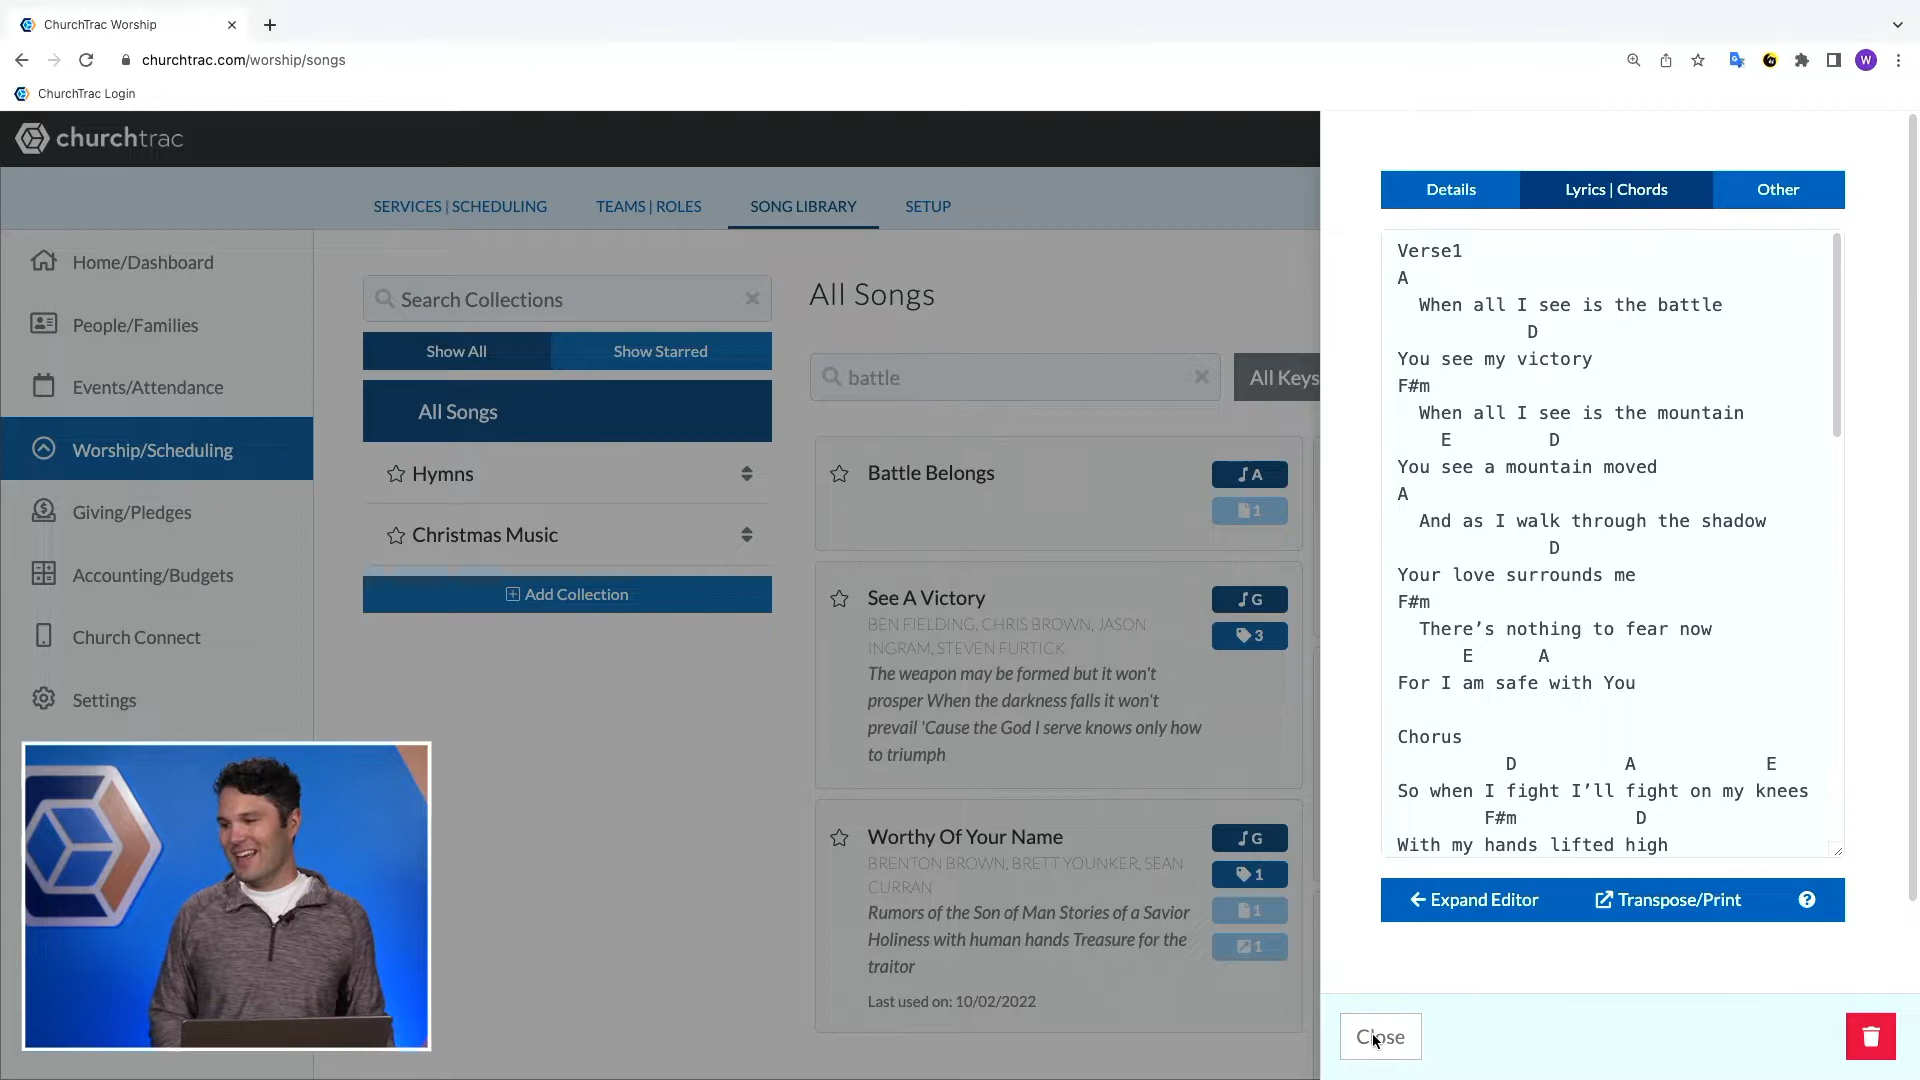 ChurchTrac Worship
churchtrac.com/worship/songs
W
ChurchTrac Login
churchtrac
SERVICES | SCHEDULING
TEAMS | ROLES
SONG LIBRARY
SETUP
Home/Dashboard
People/Families
Events/Attendance
Worship/Scheduling
Giving/Pledges
Accounting/Budgets
Church Connect
Settings
Search Collections
Show All
Show Starred
All Songs
Hymns
Christmas Music
Add Collection
All Songs
battle
All Keys
Battle Belongs
A
1
See A Victory
G
3
BEN FIELDING, CHRIS BROWN, JASON
INGRAM, STEVEN FURTICK
The weapon may be formed but it won't
prosper When the darkness falls it won't
prevail 'Cause the God I serve knows only how
to triumph
Worthy Of Your Name
G
BRENTON BROWN, BRETT YOUNKER, SEAN
CURRAN
1
Rumors of the Son of Man Stories of a Savior
1
Holiness with human hands Treasure for the
1
traitor
Last used on: 10/02/2022
Details
Lyrics | Chords
Other
Verse1
A
When all I see is the battle
D
You see my victory
F#m
When all I see is the mountain
E D
You see a mountain moved
A
And as I walk through the shadow
D
Your love surrounds me
F#m
There’s nothing to fear now
E A
For I am safe with You
Chorus
D A E
So when I fight I’ll fight on my knees
F#m D
With my hands lifted high
Expand Editor
Transpose/Print
?
Close